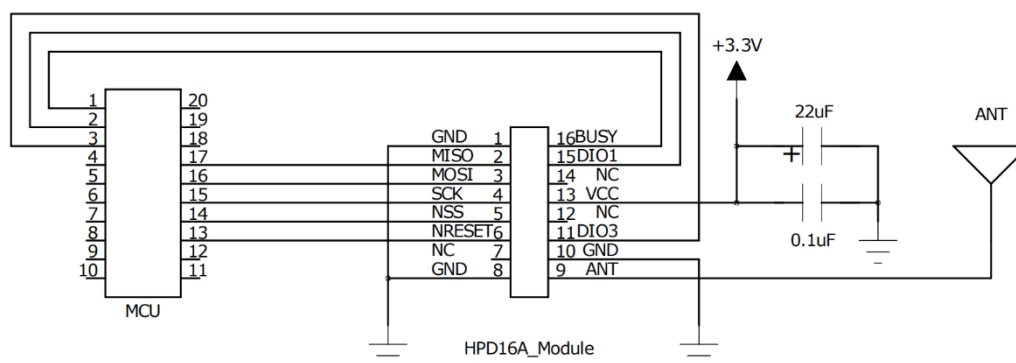 +3.3V
22uF
ANT
1 20
2 19
3 18
4 17
5 16
6 15
7 14
8 13
9 12
10 11
MCU
GND 1 16 BUSY
MISO 2 15 DIO1
MOSI 3 14 NC
SCK 4 13 VCC
NSS 5 12 NC
NRESET 6 11 DIO3
NC 7 10 GND
GND 8 9 ANT
+
0.1uF
HPD16A_Module